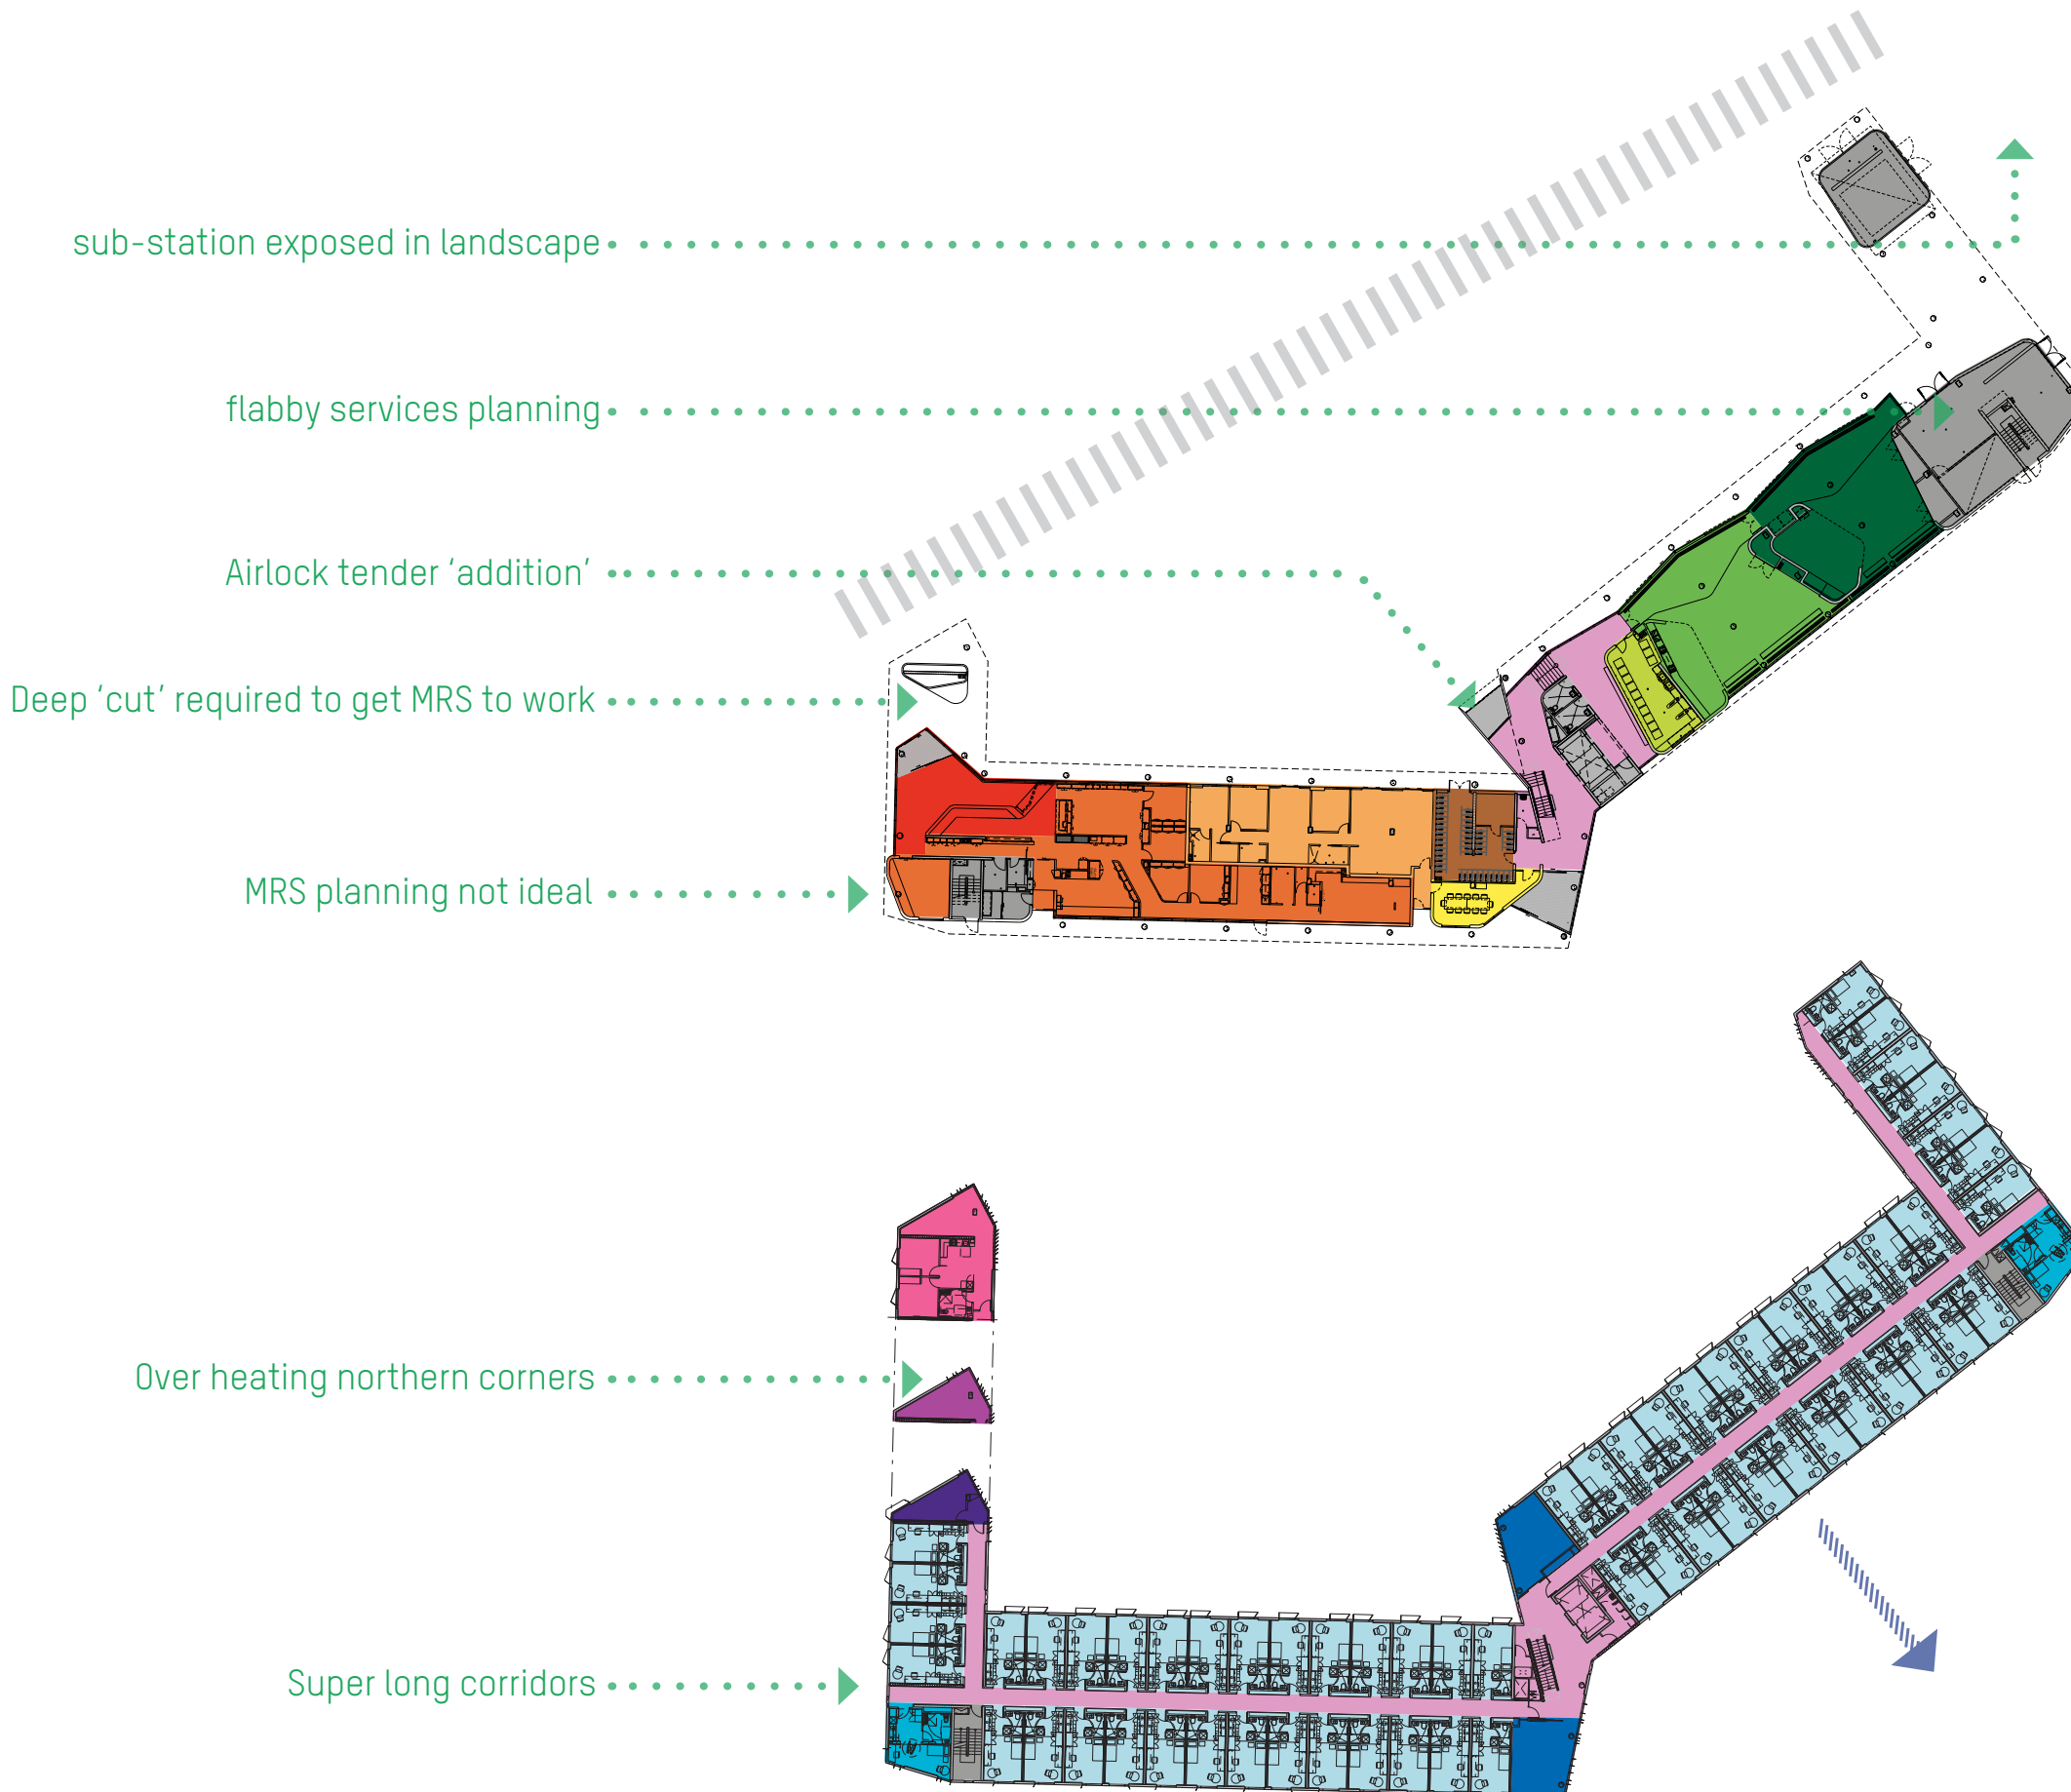 sub-station exposed in landscape
flabby services planning
Airlock tender ‘addition’
Deep ‘cut’ required to get MRS to work
MRS planning not ideal
Over heating northern corners
Super long corridors